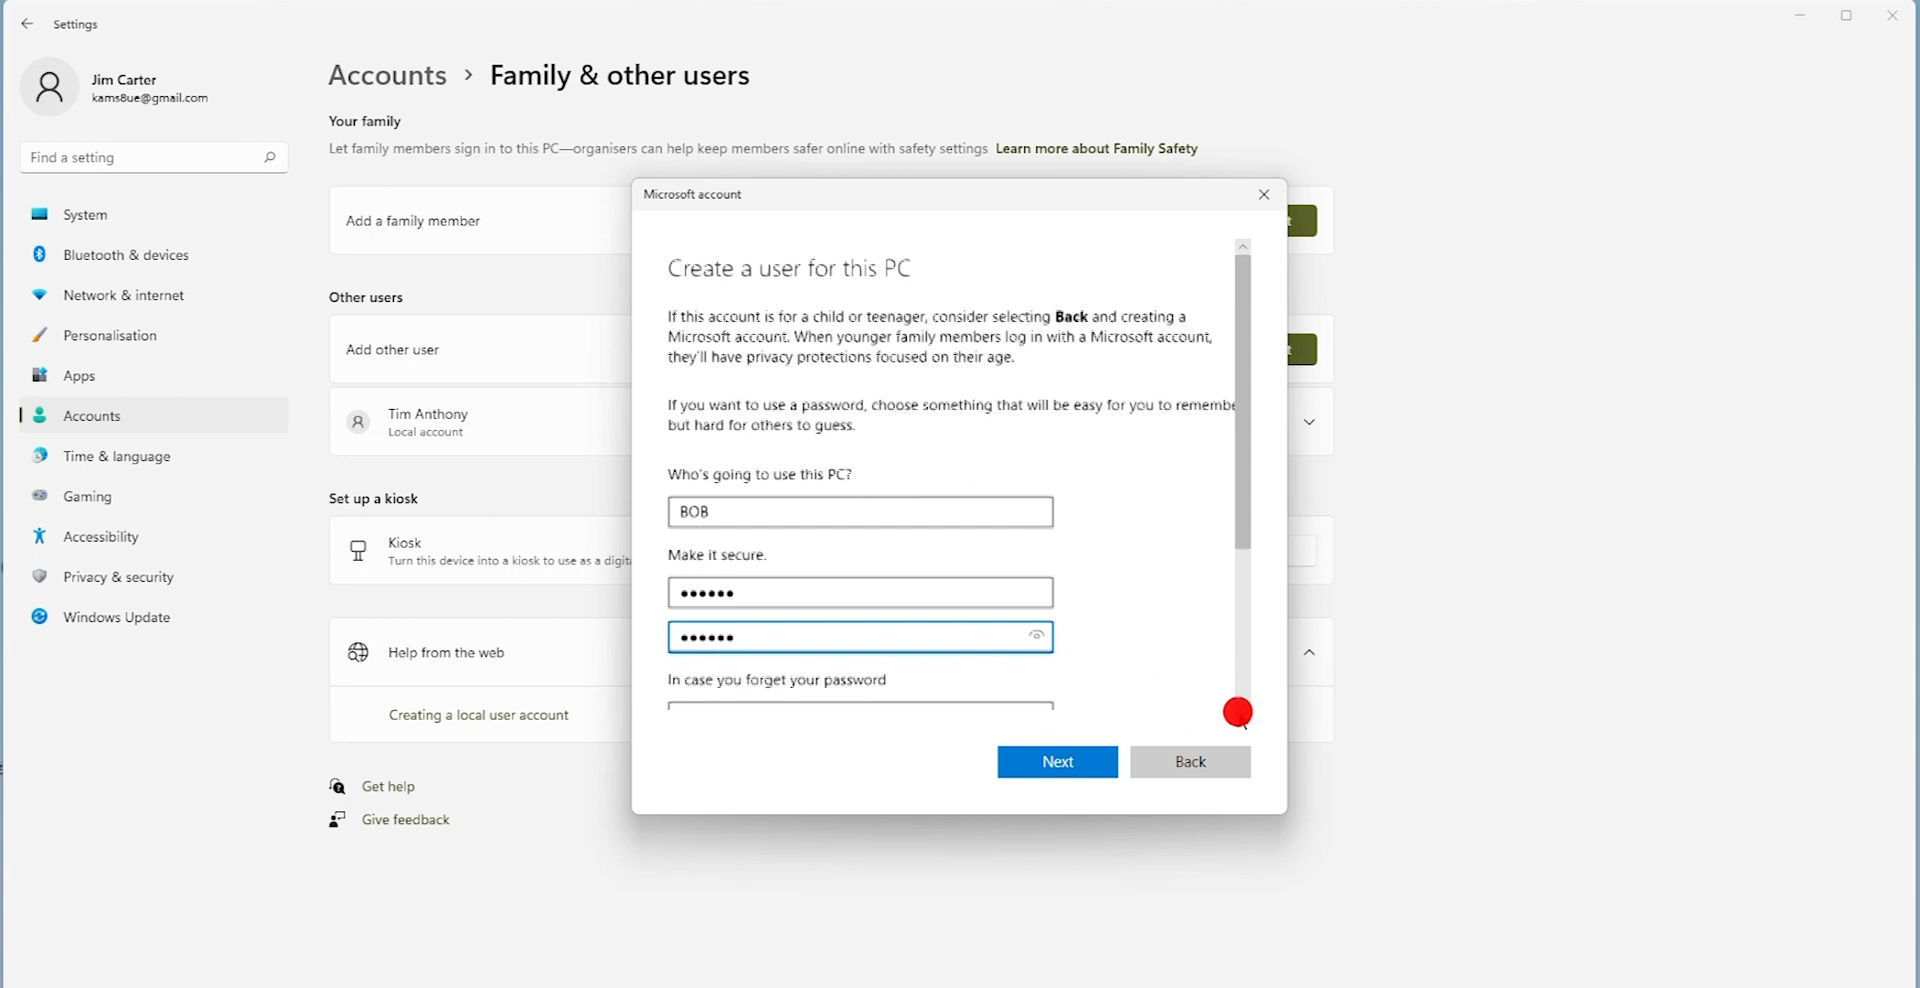 Settings
Jim Carter
kams8ue@gmail.com
Find a setting
System
Bluetooth & devices
Network & internet
Personalisation
Apps
Accounts
Time & language
Gaming
Accessibility
Privacy & security
Windows Update
Accounts > Family & other users
Your family
Let family members sign in to this PC—organisers can help keep members safer online with safety settings Learn more about Family Safety
Add a family member
Other users
Add other user
Tim Anthony
Local account
Set up a kiosk
Kiosk
Turn this device into a kiosk to use as a
Help from the web
Creating a local user account
Get help
Give feedback
Microsoft account
Create a user for this PC
If this account is for a child or teenager, consider selecting Back and creating a
Microsoft account. When younger family members log in with a Microsoft account,
they'll have privacy protections focused on their age.
If you want to use a password, choose something that will be easy for you to remembe
but hard for others to guess.
Who's going to use this PC?
BOB
Make it secure.
••••••
••••••
In case you forget your password
Next
Back